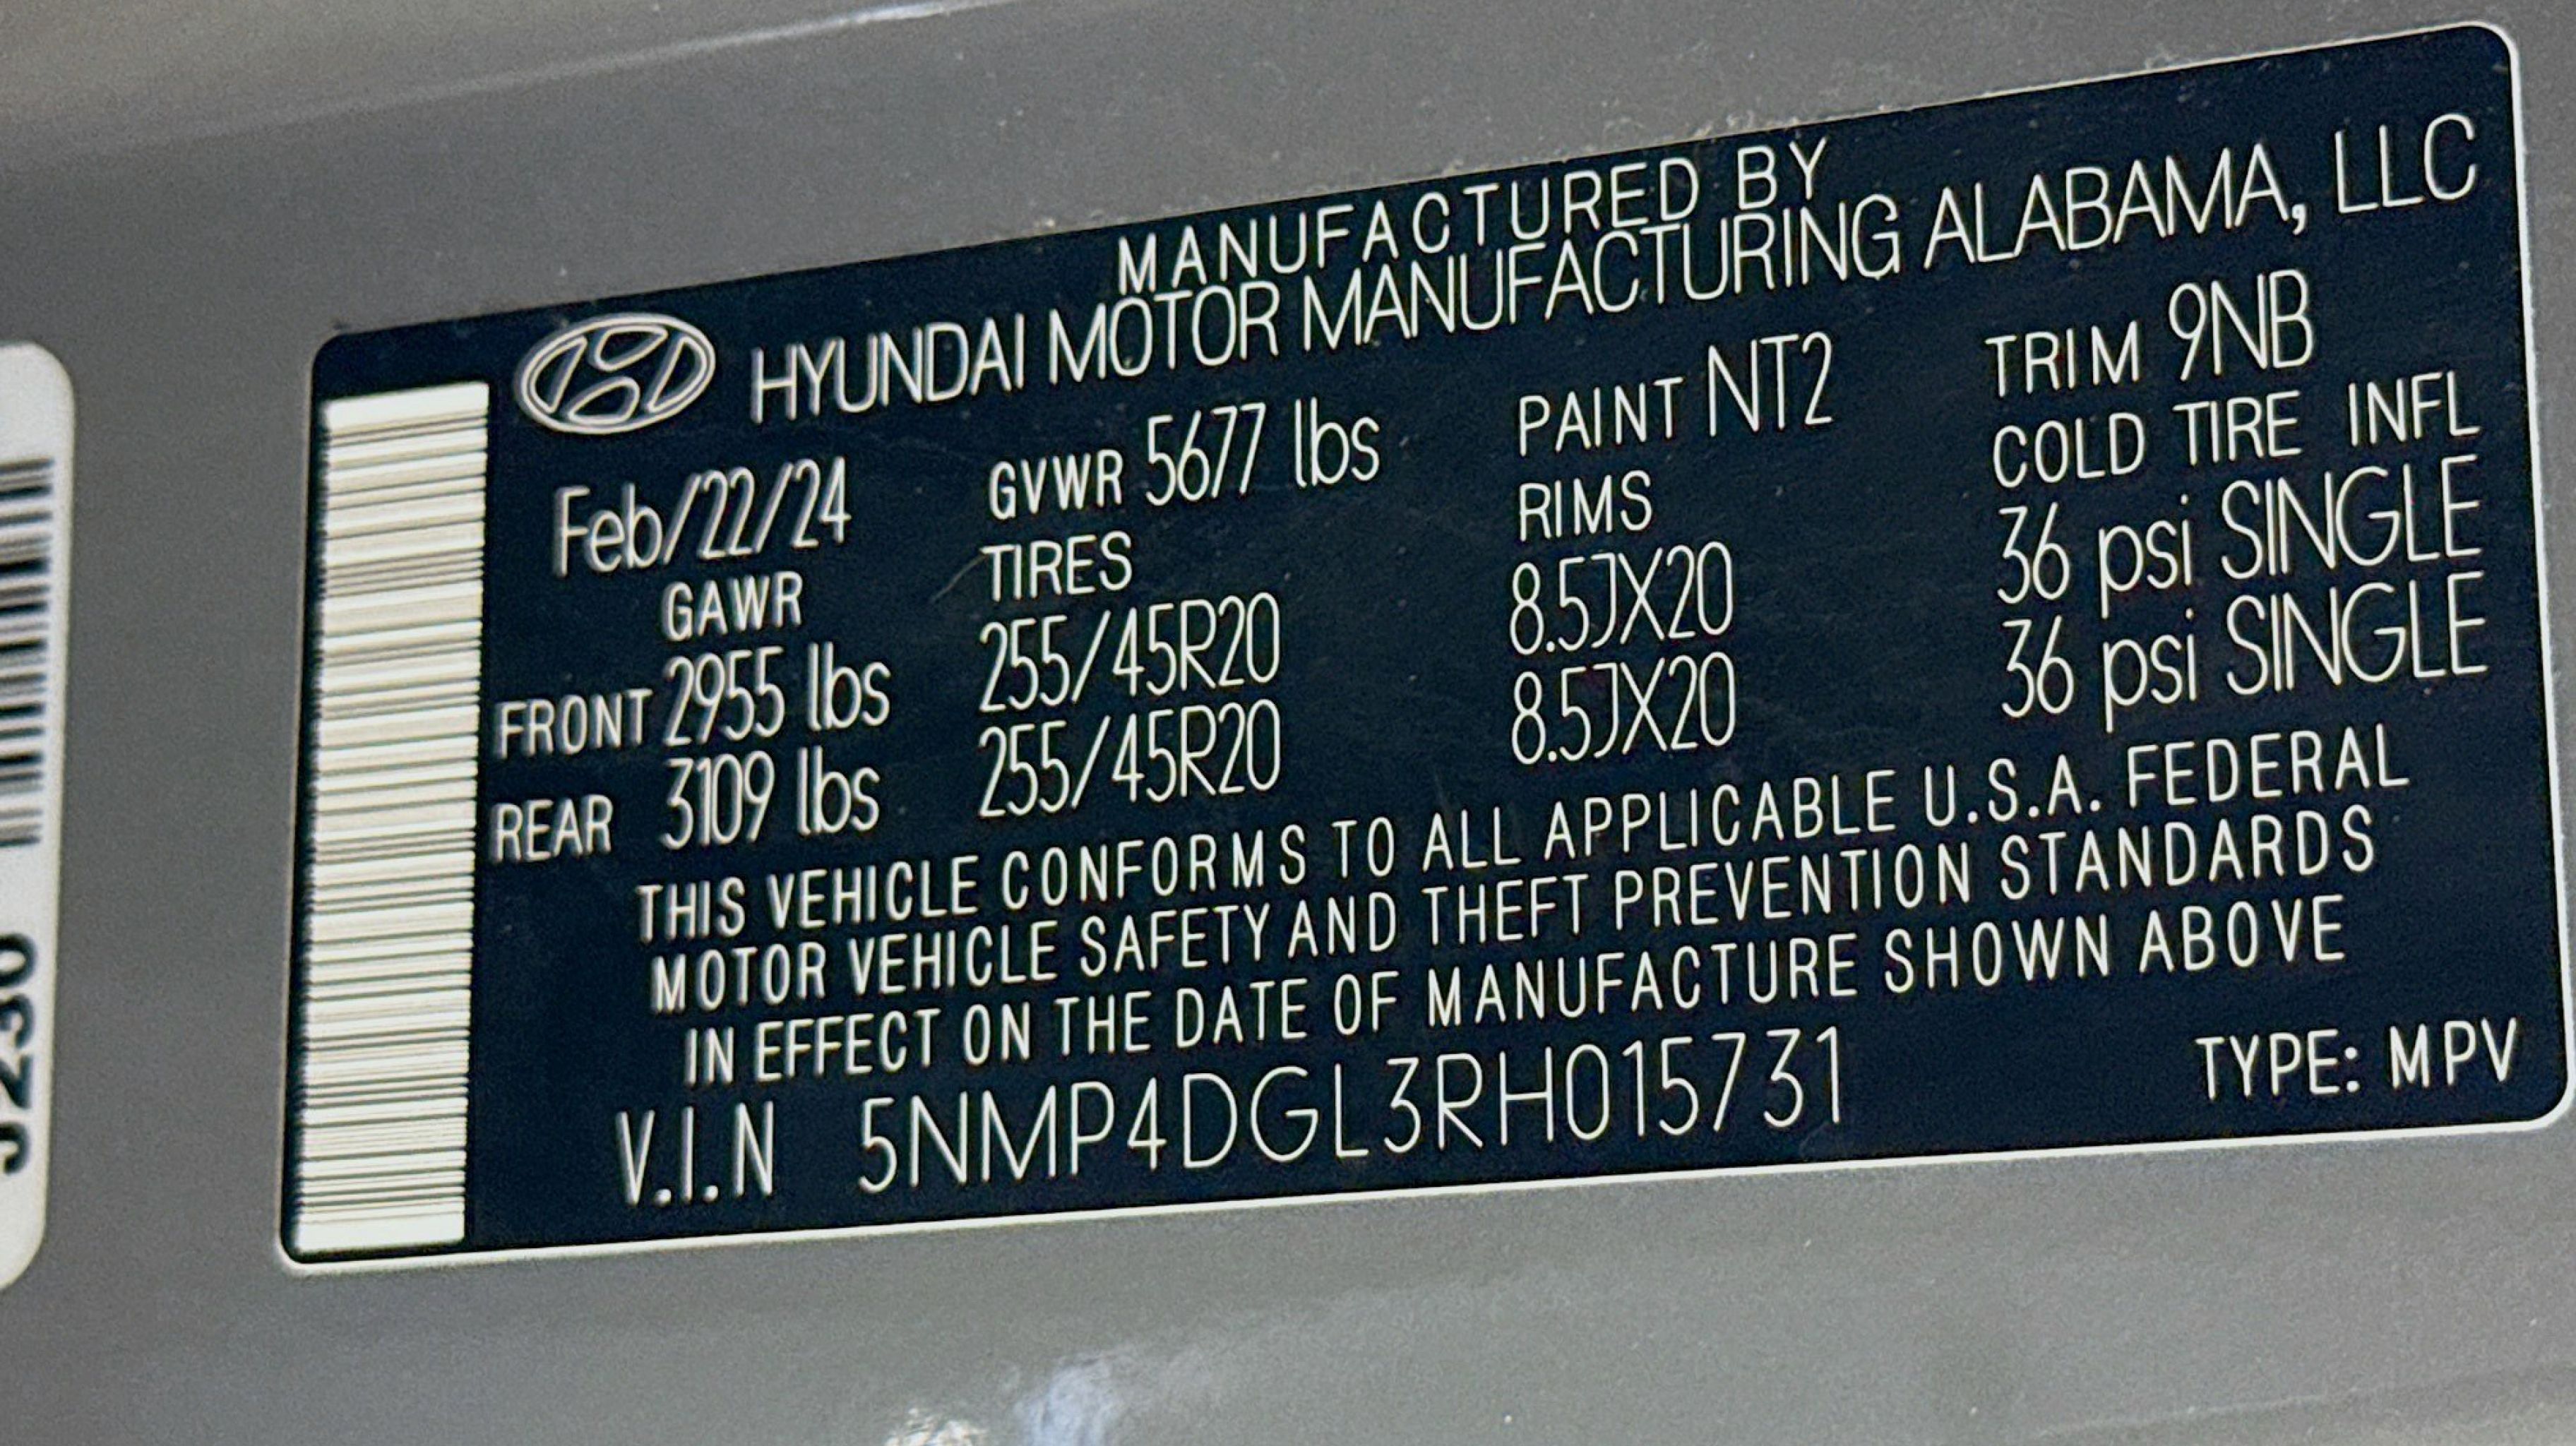 MANUFACTURED BY
HYUNDAI MOTOR MANUFACTURING ALABAMA, LLC
Feb/22/24 GVWR 5677 lbs PAINT NT2 TRIM 9NB
GAWR TIRES RIMS COLD TIRE INFL
FRONT 2955 lbs 255/45R20 8.5JX20 36 psi SINGLE
REAR 3109 lbs 255/45R20 8.5JX20 36 psi SINGLE
THIS VEHICLE CONFORMS TO ALL APPLICABLE U.S.A. FEDERAL
MOTOR VEHICLE SAFETY AND THEFT PREVENTION STANDARDS
IN EFFECT ON THE DATE OF MANUFACTURE SHOWN ABOVE
V.I.N 5NMP4DGL3RH015731 TYPE: MPV